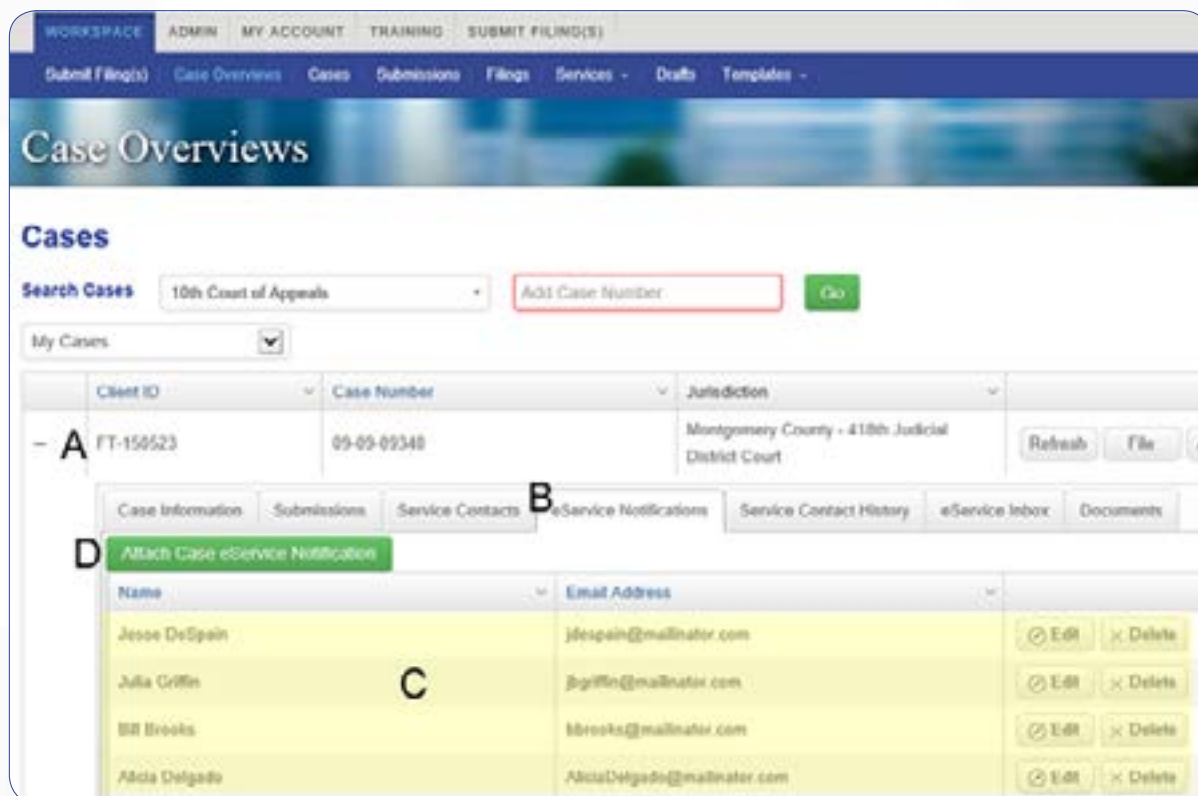 WORKSPACE ADMIN MY ACCOUNT TRAINING SUBMIT FILING(S)
Submit Filing(s) Case Overviews Cases Submissions Filings Services Drafts Templates
Case Overviews
Cases
Search Cases 10th Court of Appeals Add Case Number Go
My Cases
Client ID Case Number Jurisdiction
– A FT-150523 09-09-09340 Montgomery County - 418th Judicial Refresh File
District Court
Case Information Submissions Service Contacts B eService Notifications Service Contact History eService Inbox Documents
D Attach Case eService Notification
Name Email Address
Jesse DeSpain jdespain@mailinator.com Edit Delete
Julia Griffin C jbgriffin@mailinator.com Edit Delete
Bill Brooks bbrooks@mailinator.com Edit Delete
Alicia Delgado AliciaDelgado@mailinator.com Edit Delete